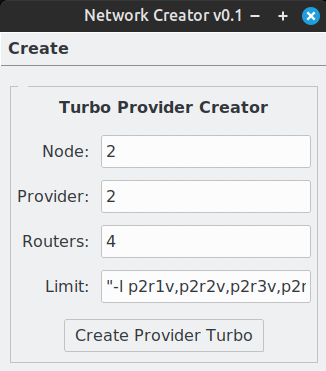 Network Creator v0.1
Create
Turbo Provider Creator
Node: 2
Provider: 2
Routers: 4
Limit: "-l p2r1v,p2r2v,p2r3v,p2r
Create Provider Turbo